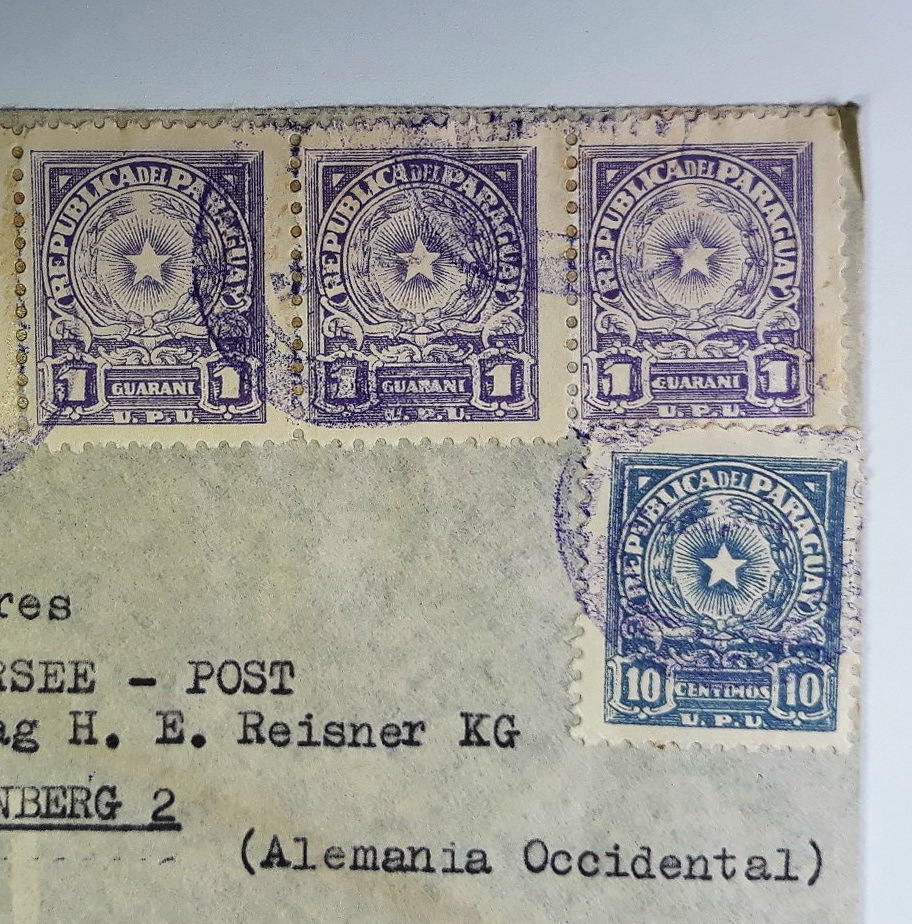 REPUBLICA DEL PARAGUAY
1 GUARANI 1
U. P. U.
REPUBLICA DEL PARAGUAY
1 GUARANI 1
U. P. U.
REPUBLICA DEL PARAGUAY
1 GUARANI 1
U. P. U.
REPUBLICA DEL PARAGUAY
10 CENTIMOS 10
U. P. U.
res
RSEE - POST
ag H. E. Reisner KG
NBERG 2
(Alemania Occidental)